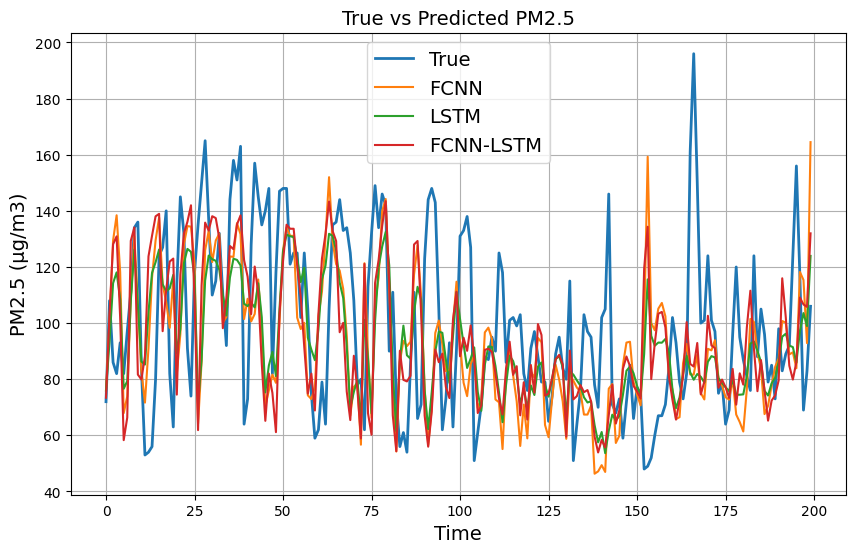 True vs Predicted PM2.5
True
FCNN
LSTM
FCNN-LSTM
PM2.5 (µg/m3)
200
180
160
140
120
100
80
60
40
0 25 50 75 100 125 150 175 200
Time